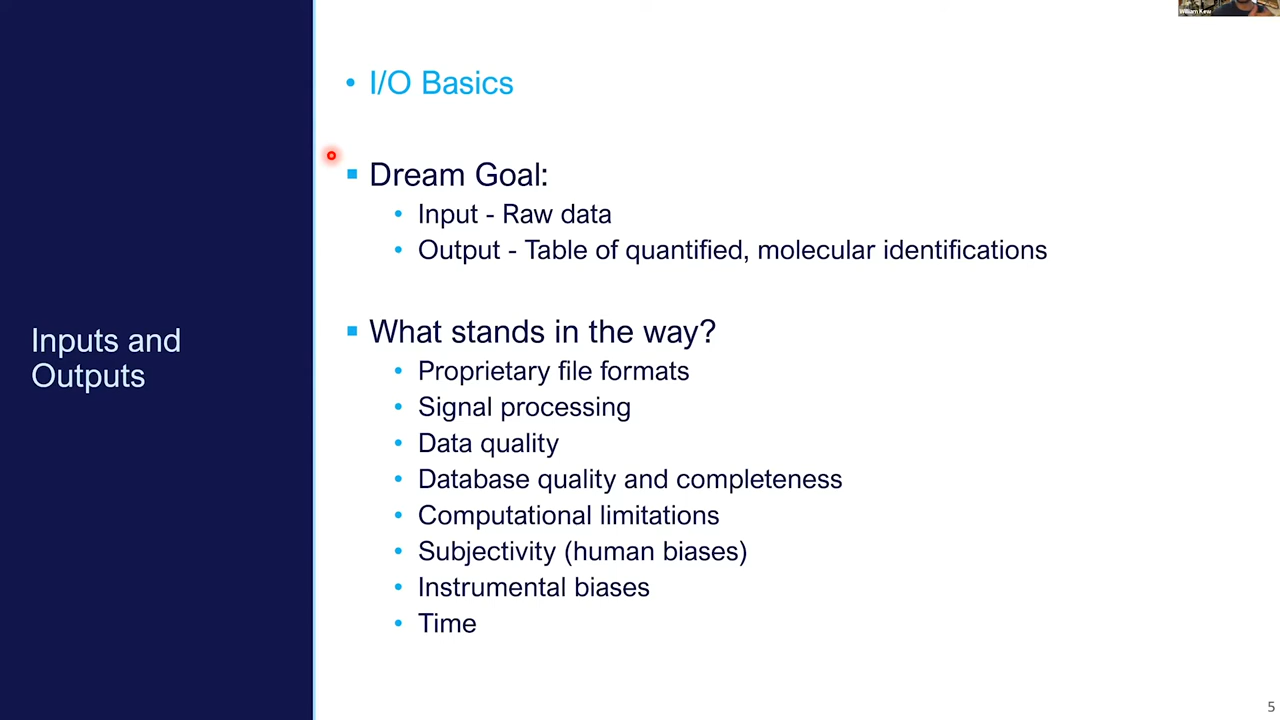 William Kew
• I/O Basics
▪ Dream Goal:
• Input - Raw data
• Output - Table of quantified, molecular identifications
▪ What stands in the way?
• Proprietary file formats
• Signal processing
• Data quality
• Database quality and completeness
• Computational limitations
• Subjectivity (human biases)
• Instrumental biases
• Time
Inputs and
Outputs
5